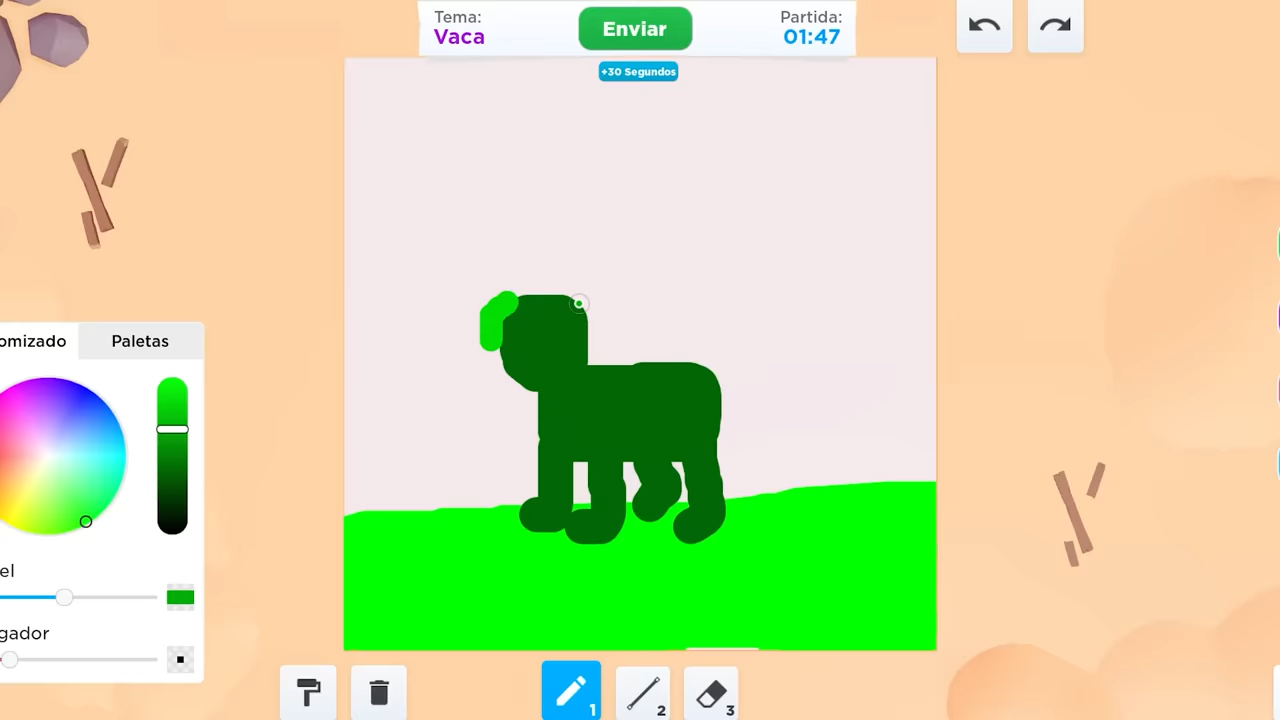 Tema:
Vaca
Enviar
Partida:
01:47
+30 Segundos
omizado
Paletas
el
gador
1
2
3